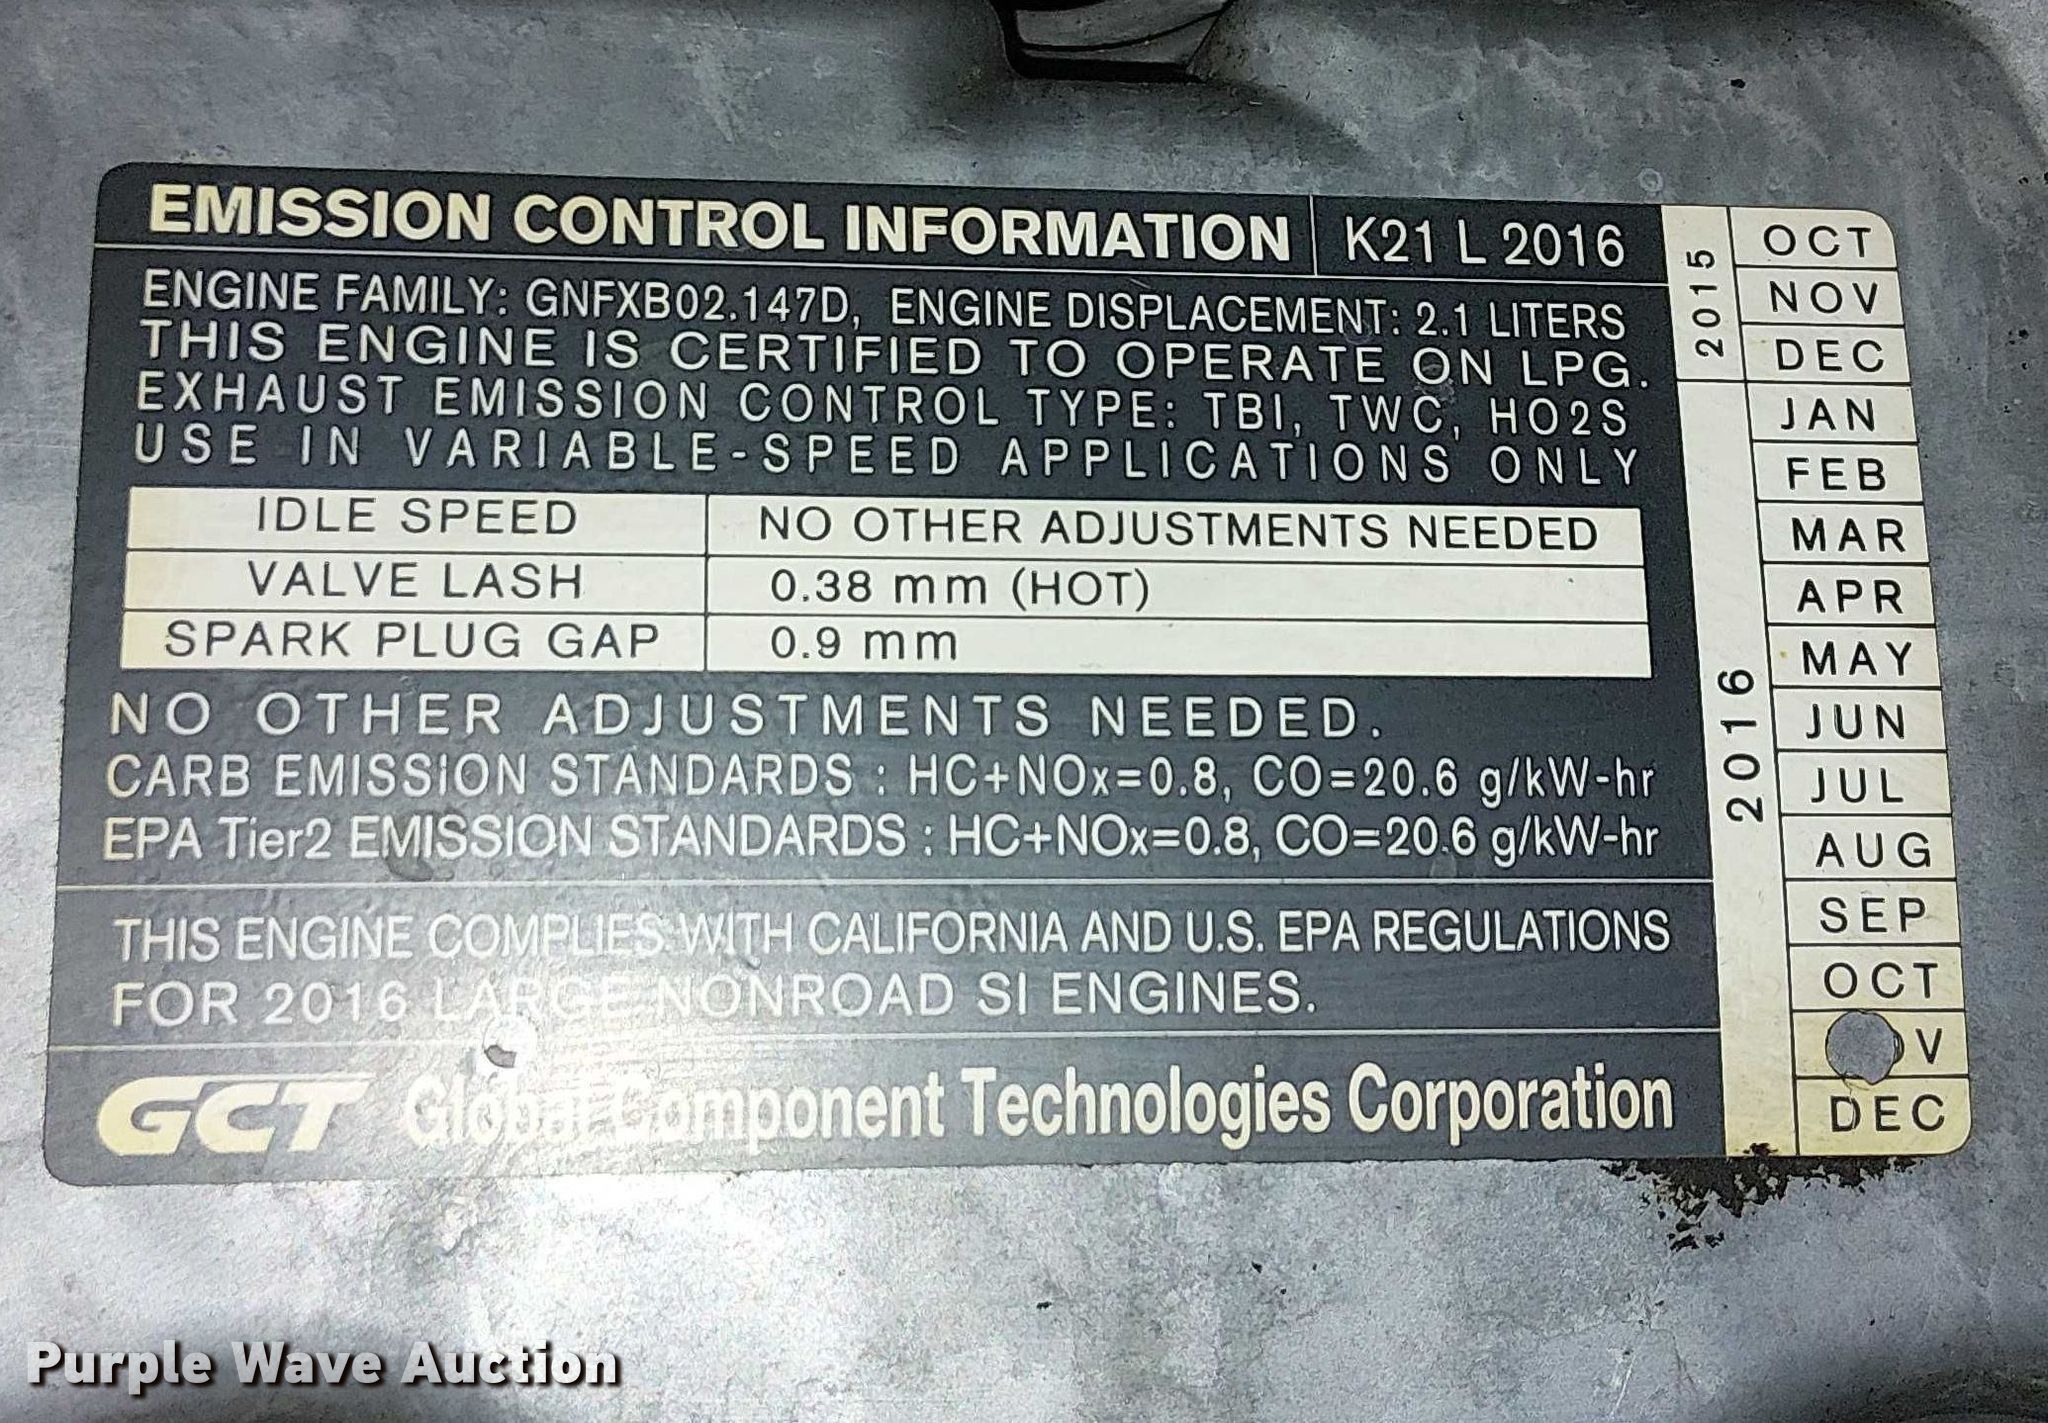 EMISSION CONTROL INFORMATION K21 L 2016
ENGINE FAMILY: GNFXB02.147D, ENGINE DISPLACEMENT: 2.1 LITERS
THIS ENGINE IS CERTIFIED TO OPERATE ON LPG.
EXHAUST EMISSION CONTROL TYPE: TBI, TWC, HO2S
USE IN VARIABLE-SPEED APPLICATIONS ONLY
IDLE SPEED NO OTHER ADJUSTMENTS NEEDED
VALVE LASH 0.38 mm (HOT)
SPARK PLUG GAP 0.9 mm
NO OTHER ADJUSTMENTS NEEDED.
CARB EMISSION STANDARDS : HC+NOx=0.8, CO=20.6 g/kW-hr
EPA Tier2 EMISSION STANDARDS : HC+NOx=0.8, CO=20.6 g/kW-hr
THIS ENGINE COMPLIES WITH CALIFORNIA AND U.S. EPA REGULATIONS
FOR 2016 LARGE NONROAD SI ENGINES.
GCT Global Component Technologies Corporation
2015
OCT
NOV
DEC
2016
JAN
FEB
MAR
APR
MAY
JUN
JUL
AUG
SEP
OCT
DEC
Purple Wave Auction